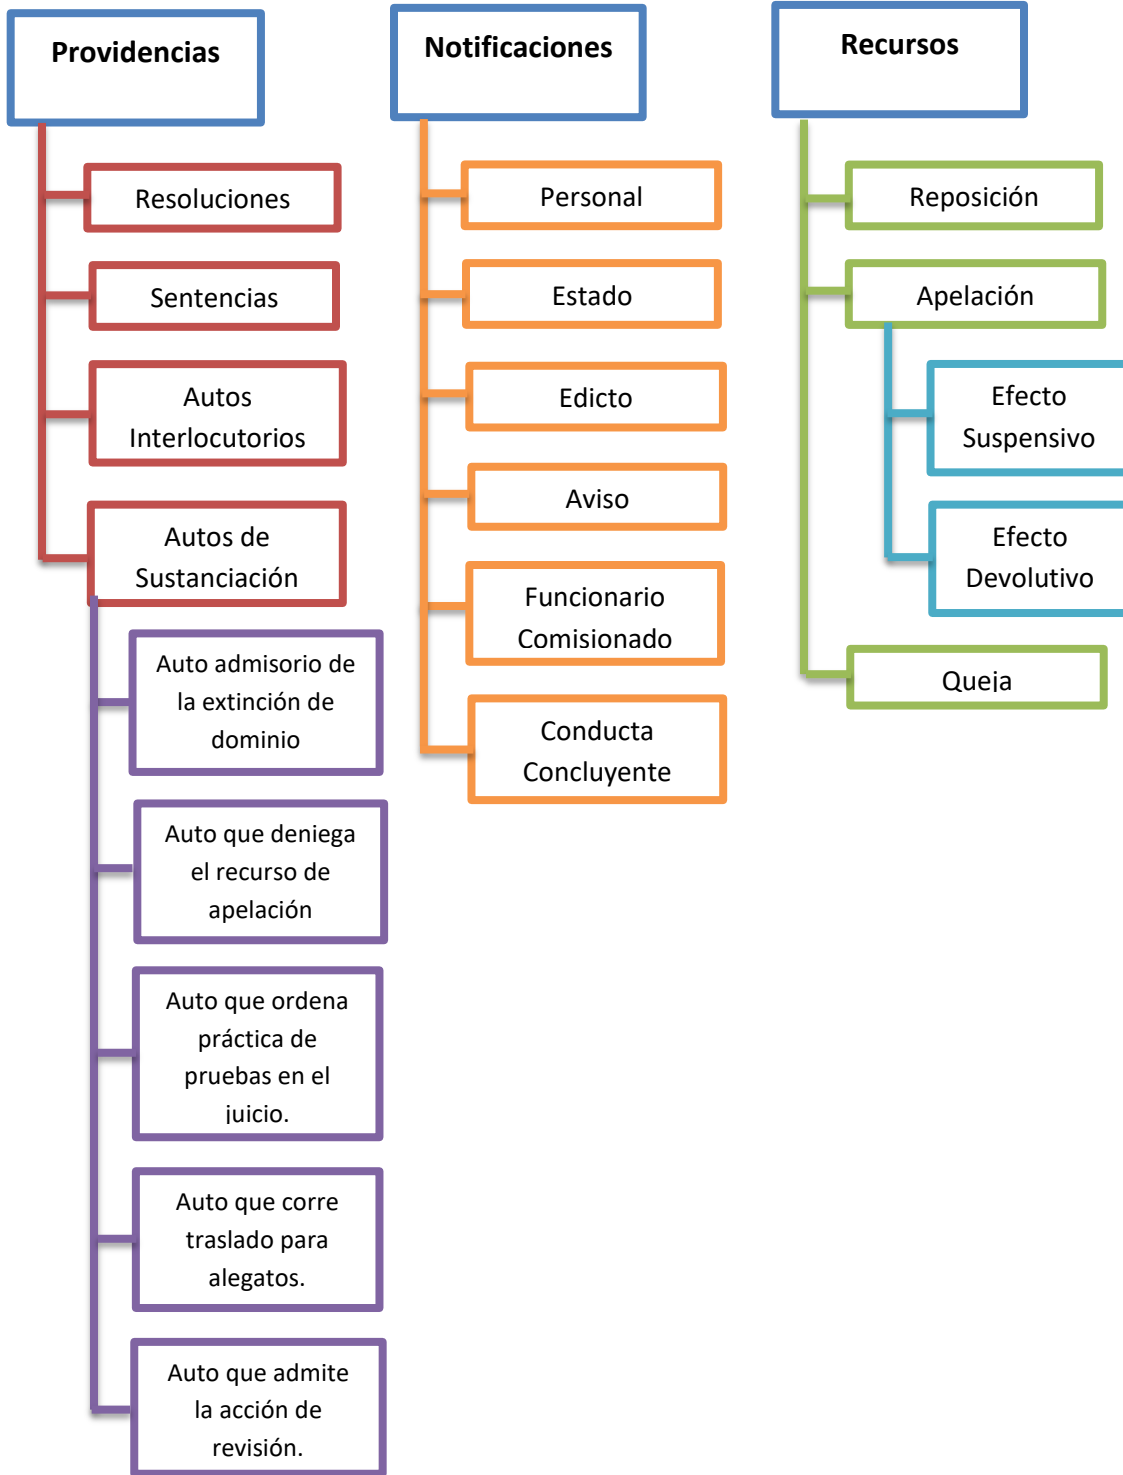 Providencias
Resoluciones
Sentencias
Autos
Interlocutorios
Autos de
Sustanciación
Auto admisorio de
la extinción de
dominio
Auto que deniega
el recurso de
apelación
Auto que ordena
práctica de
pruebas en el
juicio.
Auto que corre
traslado para
alegatos.
Auto que admite
la acción de
revisión.
Notificaciones
Personal
Estado
Edicto
Aviso
Funcionario
Comisionado
Conducta
Concluyente
Recursos
Reposición
Apelación
Efecto
Suspensivo
Efecto
Devolutivo
Queja